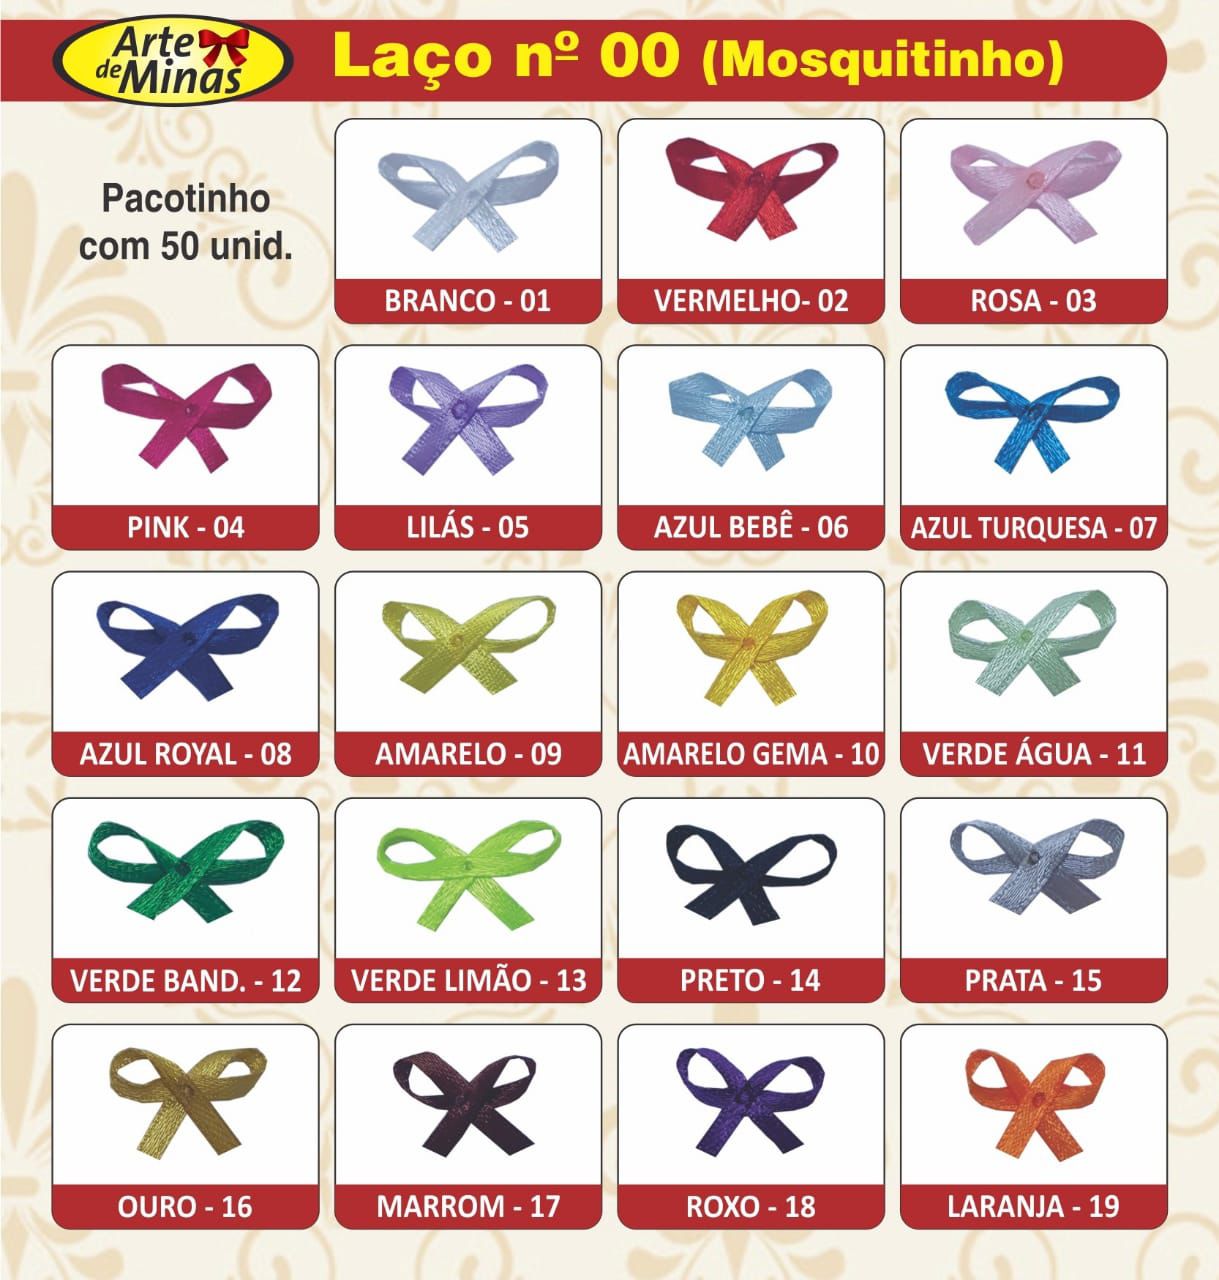 Arte
de Minas
Laço nº 00 (Mosquitinho)
Pacotinho
com 50 unid.
BRANCO - 01
VERMELHO- 02
ROSA - 03
PINK - 04
LILÁS - 05
AZUL BEBÊ - 06
AZUL TURQUESA - 07
AZUL ROYAL - 08
AMARELO - 09
AMARELO GEMA - 10
VERDE ÁGUA - 11
VERDE BAND. - 12
VERDE LIMÃO - 13
PRETO - 14
PRATA - 15
OURO - 16
MARROM - 17
ROXO - 18
LARANJA - 19